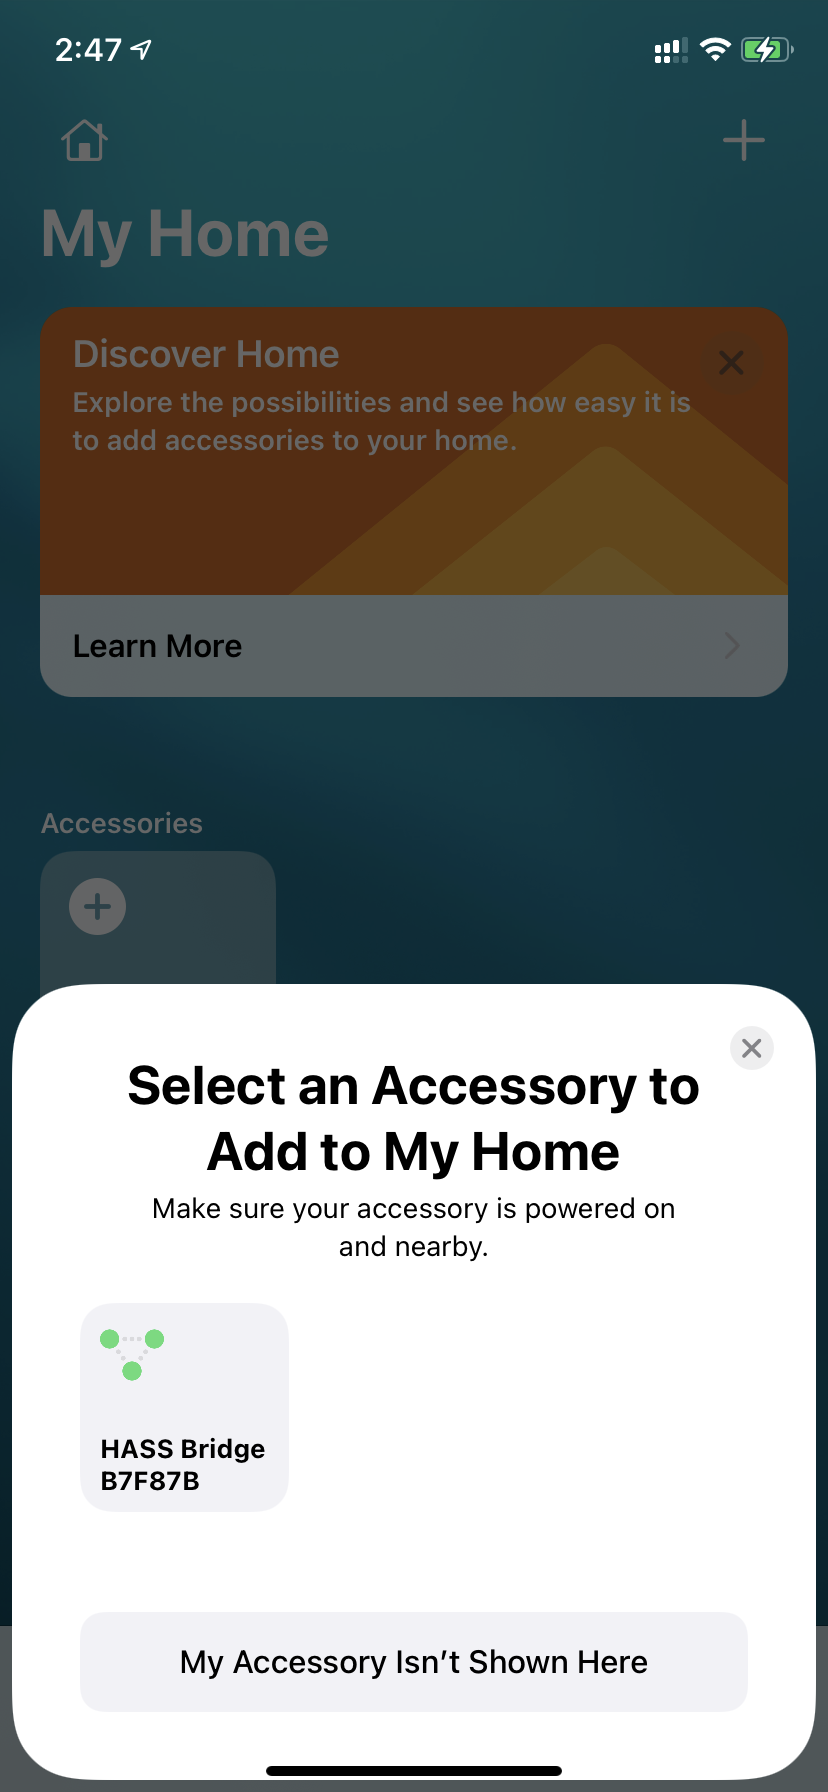 2:47
My Home
Discover Home
Explore the possibilities and see how easy it is
to add accessories to your home.
Learn More
Accessories
Select an Accessory to
Add to My Home
Make sure your accessory is powered on
and nearby.
HASS Bridge
B7F87B
My Accessory Isn’t Shown Here